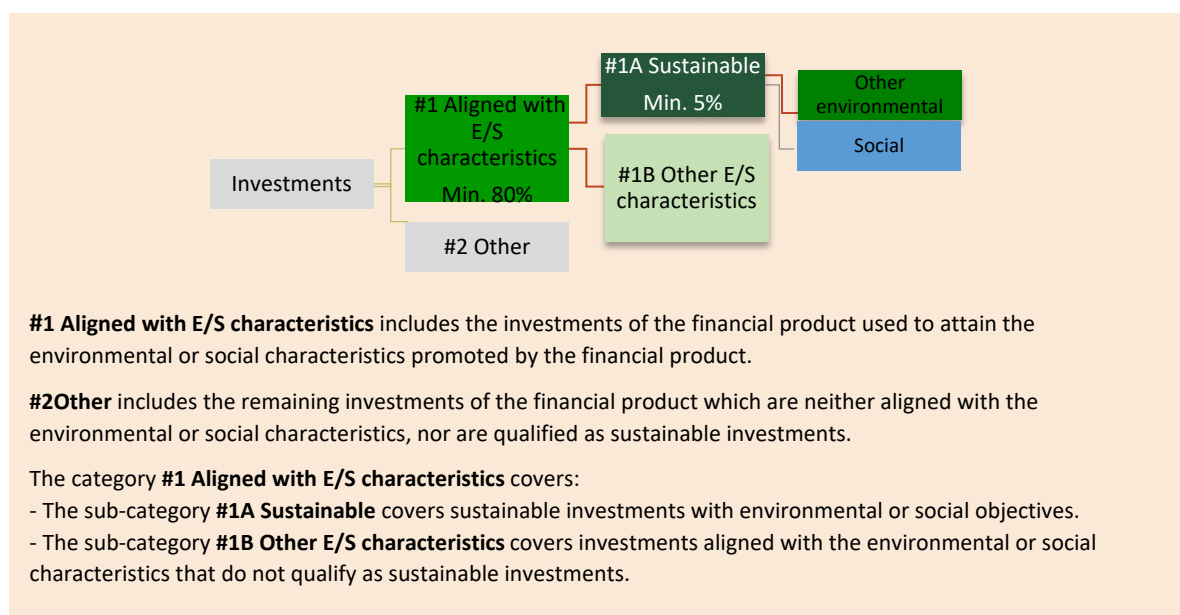 #1A Sustainable
Min. 5%
Other
environmental
Social
#1 Aligned with
E/S
characteristics
Min. 80%
#1B Other E/S
characteristics
Investments
#2 Other
#1 Aligned with E/S characteristics includes the investments of the financial product used to attain the
environmental or social characteristics promoted by the financial product.
#2Other includes the remaining investments of the financial product which are neither aligned with the
environmental or social characteristics, nor are qualified as sustainable investments.
The category #1 Aligned with E/S characteristics covers:
- The sub-category #1A Sustainable covers sustainable investments with environmental or social objectives.
- The sub-category #1B Other E/S characteristics covers investments aligned with the environmental or social
characteristics that do not qualify as sustainable investments.